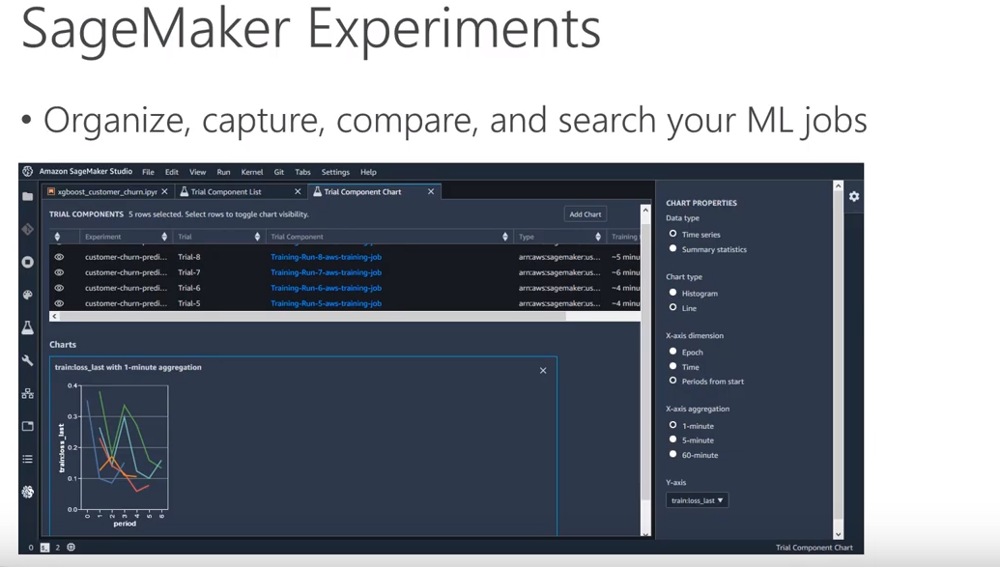 SageMaker Experiments
• Organize, capture, compare, and search your ML jobs
Amazon SageMaker Studio File Edit View Run Kernel Git Tabs Settings Help
xgboost_customer_churn.ipyr Trial Component List Trial Component Chart
TRIAL COMPONENTS 5 rows selected. Select rows to toggle chart visibility.
Add Chart
Experiment Trial Trial Component Type Training t
customer-churn-predi... Trial-8 Training-Run-8-aws-training-job arn:aws:sagemaker:us... ~5 minu
customer-churn-predi... Trial-7 Training-Run-7-aws-training-job arn:aws:sagemaker:us... ~6 minu
customer-churn-predi... Trial-6 Training-Run-6-aws-training-job arn:aws:sagemaker:us... ~4 minu
customer-churn-predi... Trial-5 Training-Run-5-aws-training-job arn:aws:sagemaker:us... ~4 minu
Charts
train:loss_last with 1-minute aggregation
0.4
0.3
0.2
0.1
0.0
train:loss_last
0 1 2 3 4 5 6
period
CHART PROPERTIES
Data type
Time series
Summary statistics
Chart type
Histogram
Line
X-axis dimension
Epoch
Time
Periods from start
X-axis aggregation
1-minute
5-minute
60-minute
Y-axis
train:loss_last
0 2 Trial Component Chart